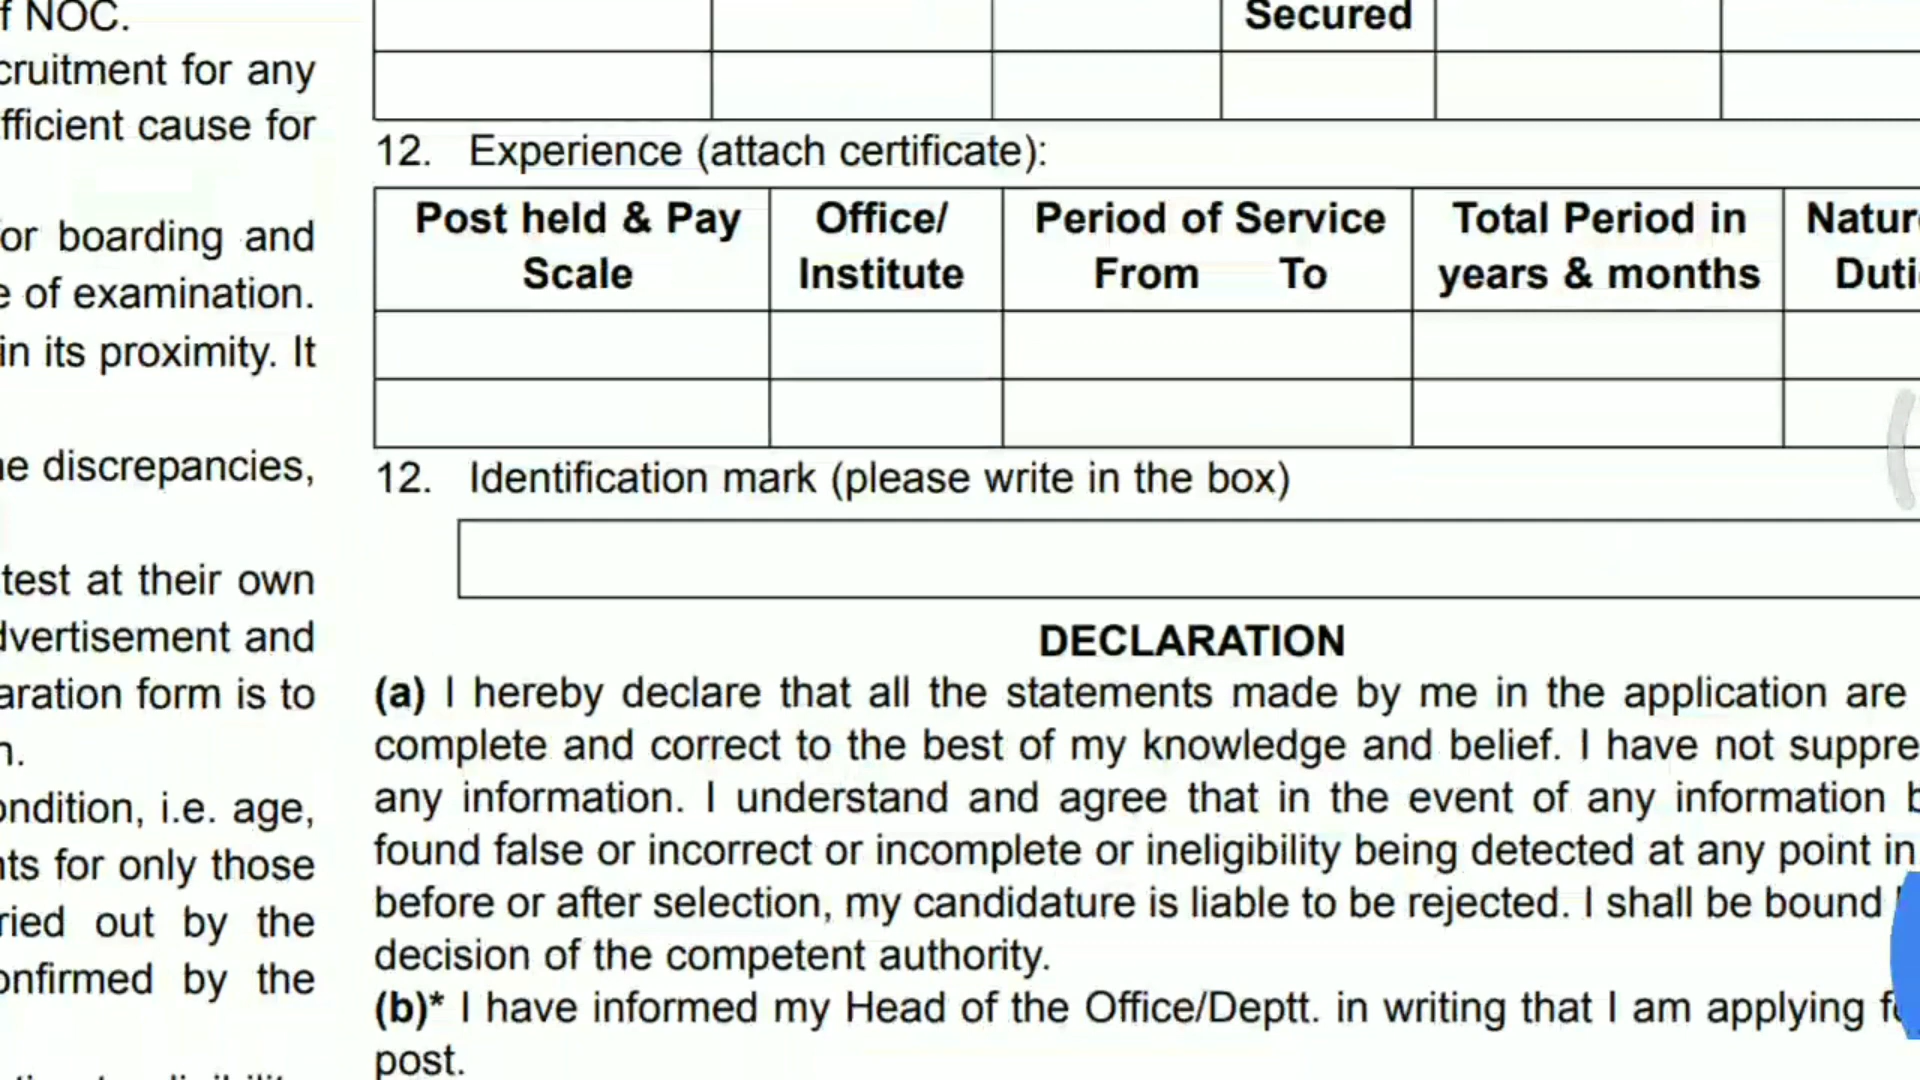 f NOC.
cruitment for any
fficient cause for
or boarding and
e of examination.
in its proximity. It
e discrepancies,
test at their own
dvertisement and
aration form is to
n.
ondition, i.e. age,
ts for only those
ried out by the
onfirmed by the
Secured
12. Experience (attach certificate):
Post held & Pay Scale
Office/ Institute
Period of Service From To
Total Period in years & months
Natur
Duti
12. Identification mark (please write in the box)
DECLARATION
(a) I hereby declare that all the statements made by me in the application are
complete and correct to the best of my knowledge and belief. I have not suppre
any information. I understand and agree that in the event of any information
found false or incorrect or incomplete or ineligibility being detected at any point in
before or after selection, my candidature is liable to be rejected. I shall be bound
decision of the competent authority.
(b)* I have informed my Head of the Office/Deptt. in writing that I am applying f
post.